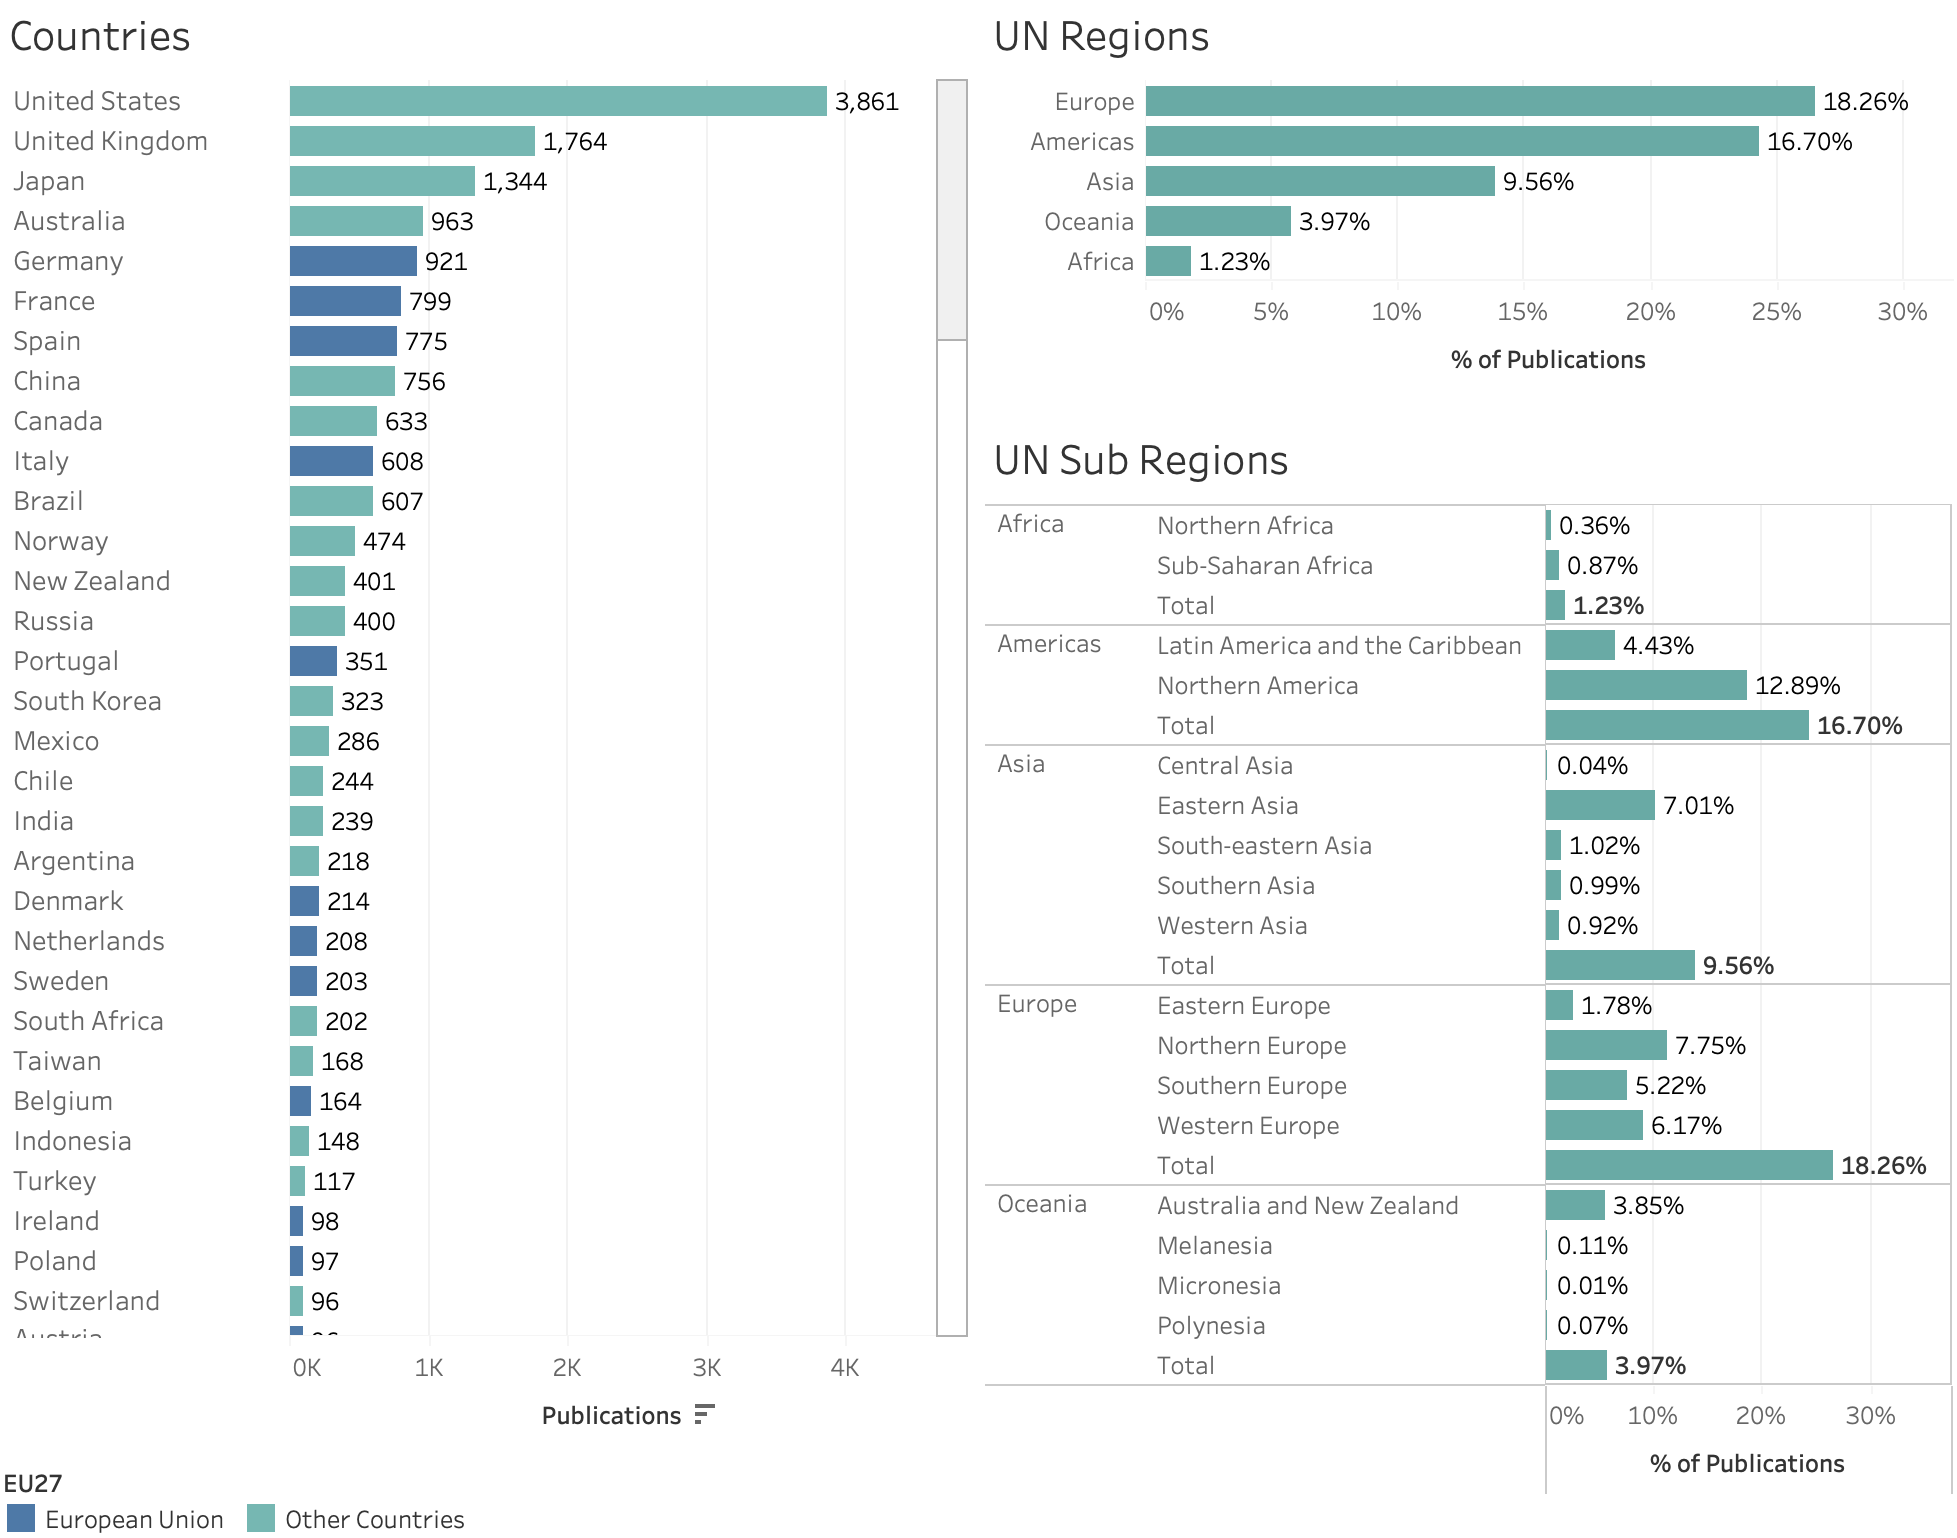 Countries
United States 3,861
United Kingdom 1,764
Japan 1,344
Australia 963
Germany 921
France 799
Spain 775
China 756
Canada 633
Italy 608
Brazil 607
Norway 474
New Zealand 401
Russia 400
Portugal 351
South Korea 323
Mexico 286
Chile 244
India 239
Argentina 218
Denmark 214
Netherlands 208
Sweden 203
South Africa 202
Taiwan 168
Belgium 164
Indonesia 148
Turkey 117
Ireland 98
Poland 97
Switzerland 96
Austria
0K 1K 2K 3K 4K
Publications
EU27
European Union Other Countries
UN Regions
Europe 18.26%
Americas 16.70%
Asia 9.56%
Oceania 3.97%
Africa 1.23%
0% 5% 10% 15% 20% 25% 30%
% of Publications
UN Sub Regions
Africa Northern Africa 0.36%
Sub-Saharan Africa 0.87%
Total 1.23%
Americas Latin America and the Caribbean 4.43%
Northern America 12.89%
Total 16.70%
Asia Central Asia 0.04%
Eastern Asia 7.01%
South-eastern Asia 1.02%
Southern Asia 0.99%
Western Asia 0.92%
Total 9.56%
Europe Eastern Europe 1.78%
Northern Europe 7.75%
Southern Europe 5.22%
Western Europe 6.17%
Total 18.26%
Oceania Australia and New Zealand 3.85%
Melanesia 0.11%
Micronesia 0.01%
Polynesia 0.07%
Total 3.97%
0% 10% 20% 30%
% of Publications